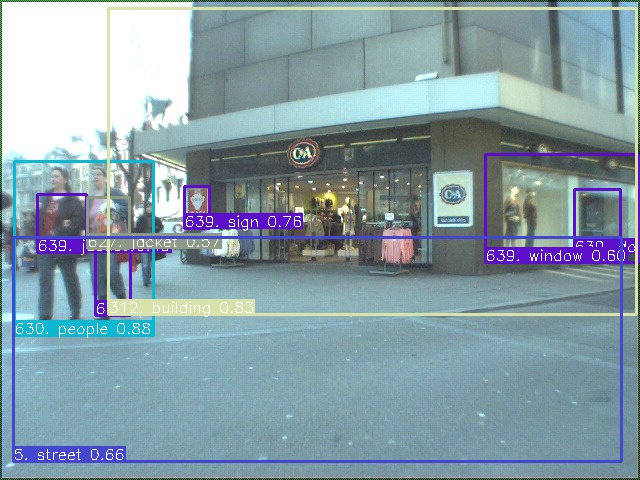 C&A
C&A
639. sign 0.76
627. jacket 0.57
639. window 0.60
312. building 0.83
630. people 0.88
5. street 0.66